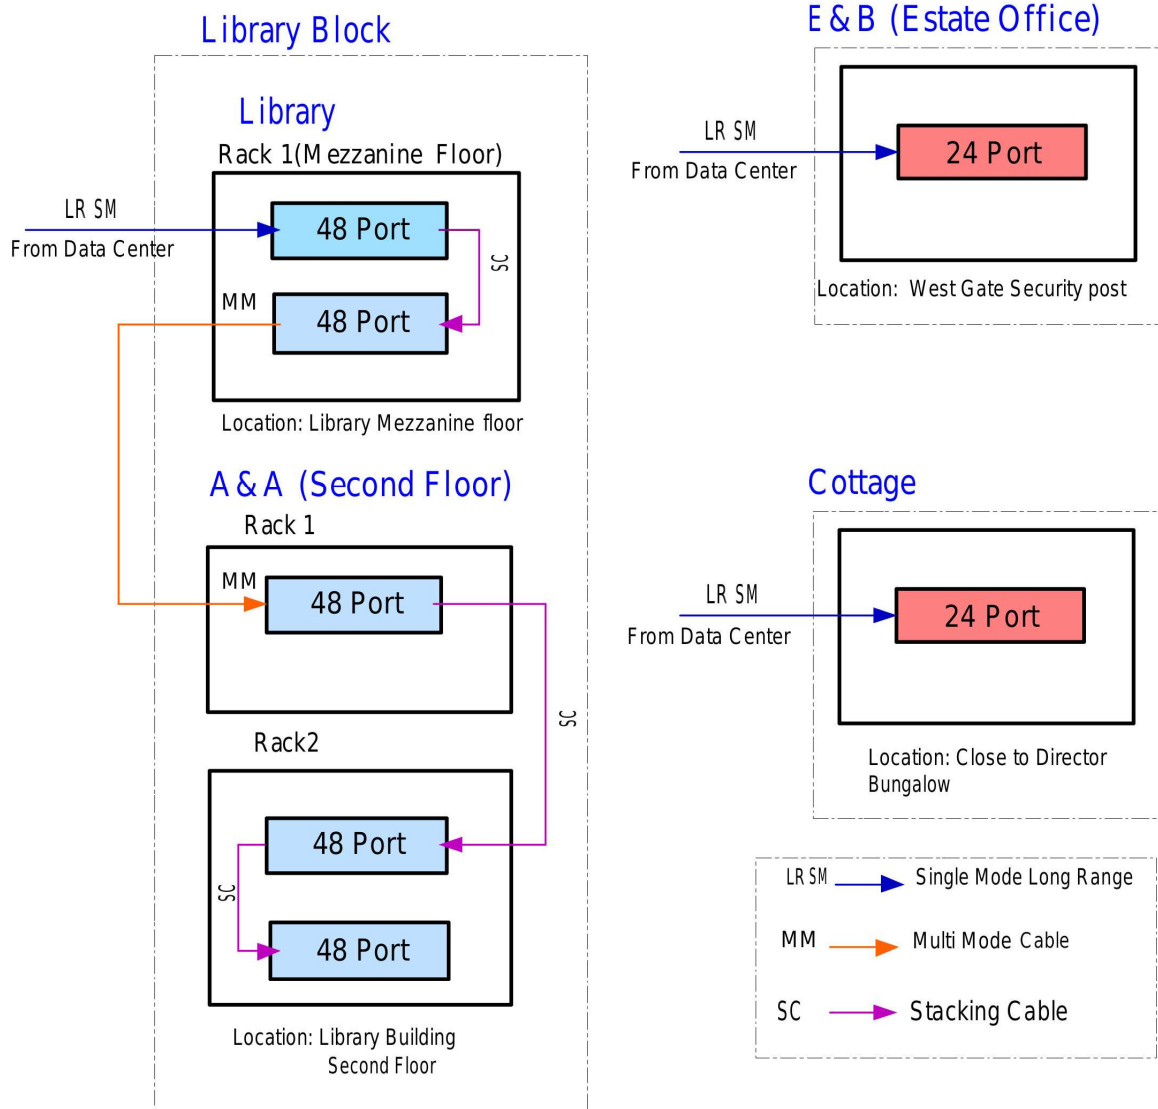 Library Block
Library
Rack 1(Mezzanine Floor)
LR SM
From Data Center
48 Port
SC
MM
48 Port
Location: Library Mezzanine floor
A & A (Second Floor)
Rack 1
MM
48 Port
SC
Rack2
48 Port
SC
48 Port
Location: Library Building
Second Floor
E & B (Estate Office)
LR SM
From Data Center
24 Port
Location: West Gate Security post
Cottage
LR SM
From Data Center
24 Port
Location: Close to Director
Bungalow
LR SM Single Mode Long Range
MM Multi Mode Cable
SC Stacking Cable